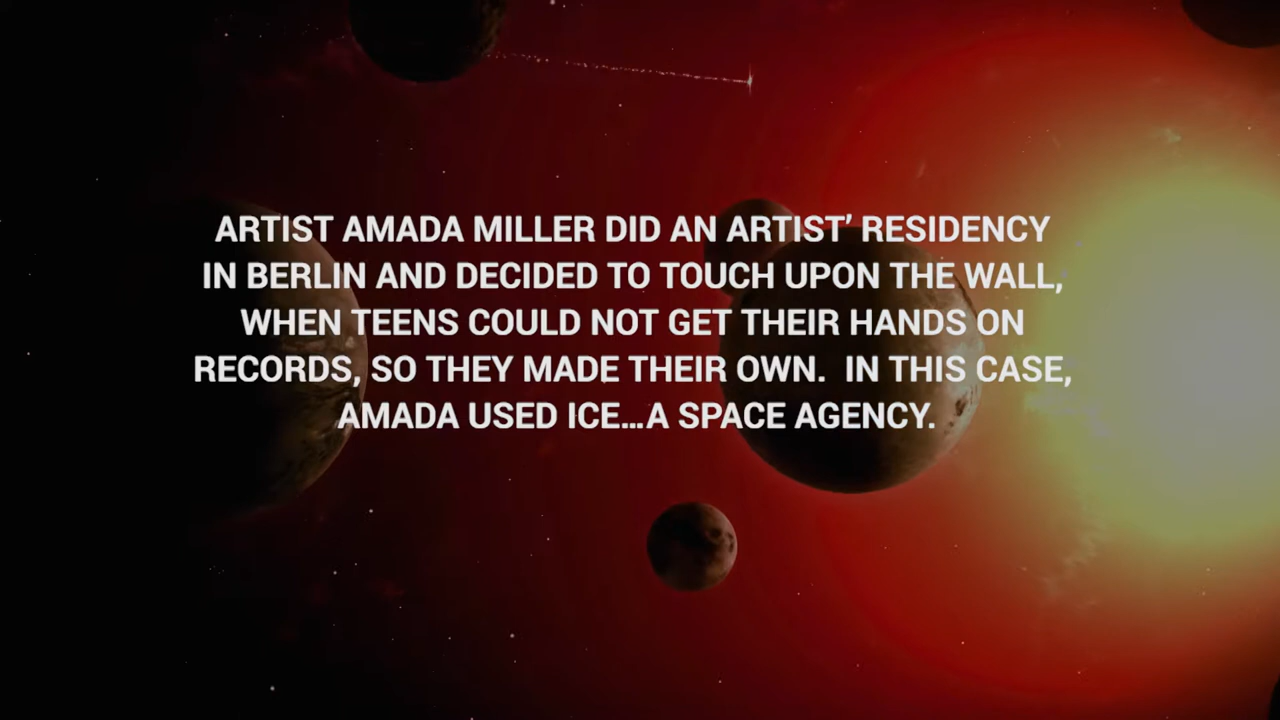 ARTIST AMADA MILLER DID AN ARTIST’ RESIDENCY
IN BERLIN AND DECIDED TO TOUCH UPON THE WALL,
WHEN TEENS COULD NOT GET THEIR HANDS ON
RECORDS, SO THEY MADE THEIR OWN.  IN THIS CASE,
AMADA USED ICE…A SPACE AGENCY.